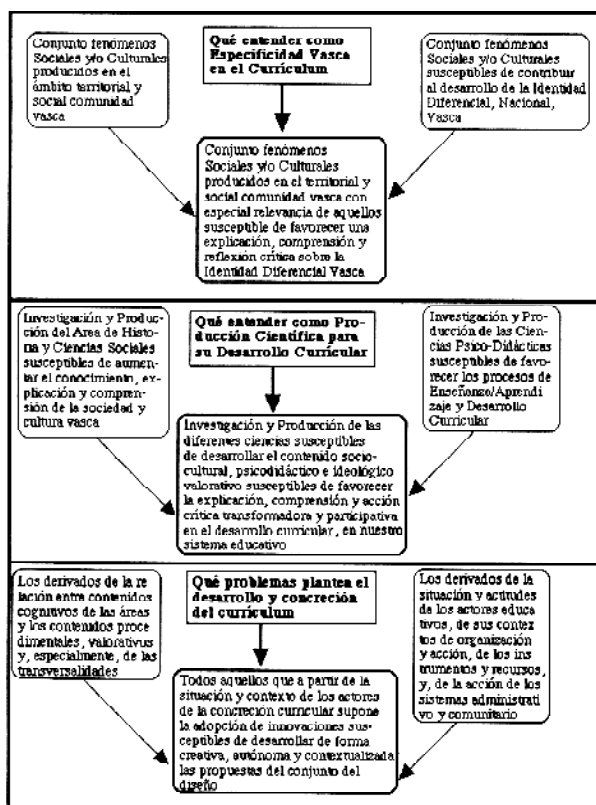 Conjunto fenómenos
Sociales y/o Culturales
producidos en el
ámbito territorial y
social comunidad
vasca
Qué entender como
Especificidad Vasca
en el Currículum
Conjunto fenómenos
Sociales y/o Culturales
susceptibles de contribuir
al desarrollo de la Identidad
Diferencial, Nacional,
Vasca
Conjunto fenómenos
Sociales y/o Culturales
producidos en el territorial y
social comunidad vasca con
especial relevancia de aquellos
susceptible de favorecer una
explicación, comprensión y
reflexión crítica sobre la
Identidad Diferencial Vasca
Investigación y Produc-
ción del Area de Histo-
ria y Ciencias Sociales
susceptibles de aumen-
tar el conocimiento, ex-
plicación y compren-
sión de la sociedad y
cultura vasca
Qué entender como Pro-
ducción Científica para
su Desarrollo Curricular
Investigación y Pro-
ducción de las Cien-
cias Psico-Didácticas
susceptibles de favo-
recer los procesos de
Enseñanzo/Aprendi
zaje y Desarrollo
Curricular
Investigación y Producción de las
diferentes ciencias susceptibles
de desarrollar el contenido socio-
cultural, psicodidáctico e ideológico
valorativo susceptibles de favorecer
la explicación, comprensión y acción
crítica transformadora y participativa
en el desarrollo curricular, en nuestro
sistema educativo
Los derivados de la re
lación entre contenidos
cognitivos de las áreas
y los contenidos proce
dimentales, valorativos
y, especialmente, de las
transversalidades
Qué problemas plantea el
desarrollo y concreción
del currículum
Los derivados de la
situación y actitudes
de los actores educa
tivos, de sus contex
tos de organización
y acción, de los ins
trumentos y recursos,
y, de la acción de los
sistemas administrati
vo y comunitario
Todos aquellos que a partir de la
situación y contexto de los actores
de la concreción curricular supone
la adopción de innovaciones sus-
ceptibles de desarrollar de forma
creativa, autónoma y contextualizada
las propuestas del conjunto del
diseño